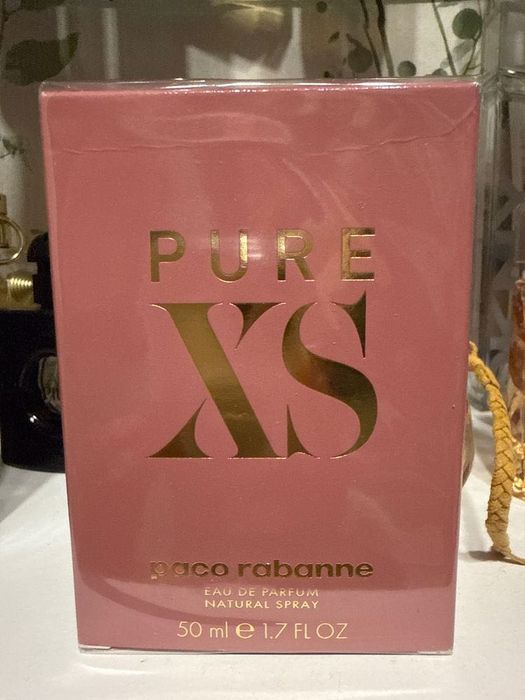 PURE
XS
paco rabanne
EAU DE PARFUM
NATURAL SPRAY
50 ml e 1.7 FL OZ